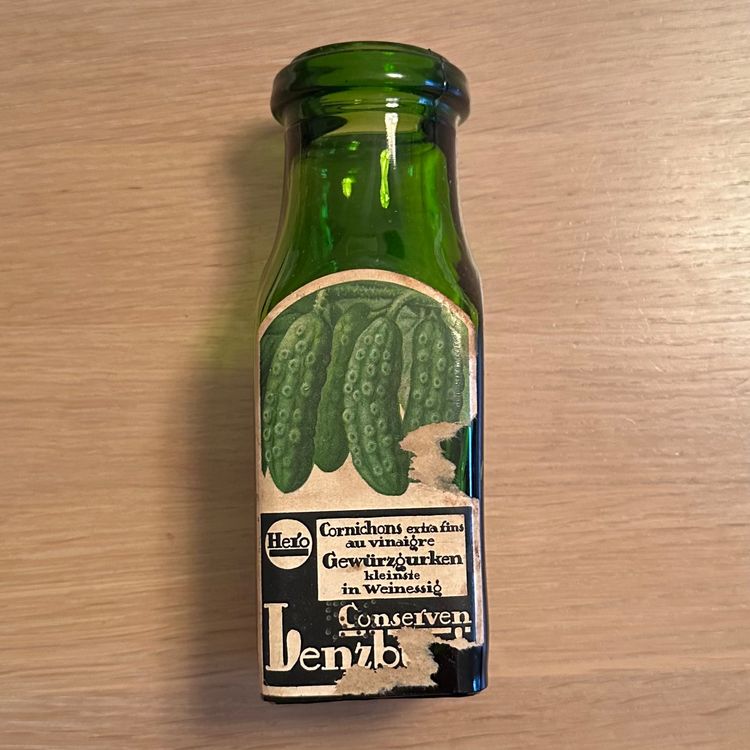 Hero
Cornichons extra fins
au vinaigre
Gewürzgurken
kleinste
in Weinessig
Conserven